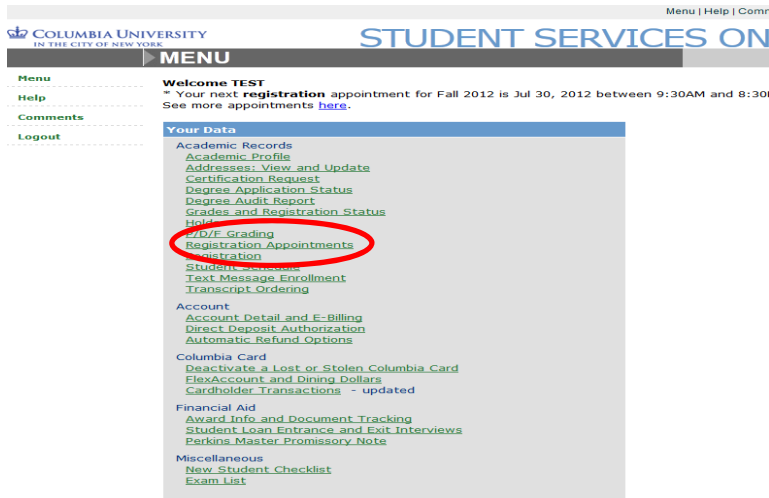 Menu | Help | Comm
COLUMBIA UNIVERSITY
IN THE CITY OF NEW YORK
STUDENT SERVICES ON
MENU
Menu
Help
Comments
Logout
Welcome TEST
* Your next registration appointment for Fall 2012 is Jul 30, 2012 between 9:30AM and 8:30
See more appointments here.
Your Data
Academic Records
Academic Profile
Addresses: View and Update
Certification Request
Degree Application Status
Degree Audit Report
Grades and Registration Status
Holds
P/D/F Grading
Registration Appointments
Registration
Student Schedule
Text Message Enrollment
Transcript Ordering
Account
Account Detail and E-Billing
Direct Deposit Authorization
Automatic Refund Options
Columbia Card
Deactivate a Lost or Stolen Columbia Card
FlexAccount and Dining Dollars
Cardholder Transactions - updated
Financial Aid
Award Info and Document Tracking
Student Loan Entrance and Exit Interviews
Perkins Master Promissory Note
Miscellaneous
New Student Checklist
Exam List